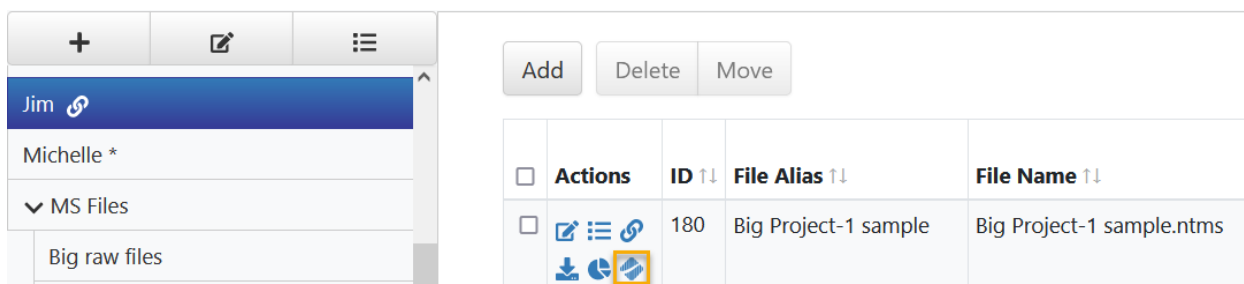 Add Delete Move
Jim
Michelle *
MS Files
Big raw files
Actions ID ↑↓ File Alias ↑↓ File Name ↑↓
180 Big Project-1 sample Big Project-1 sample.ntms